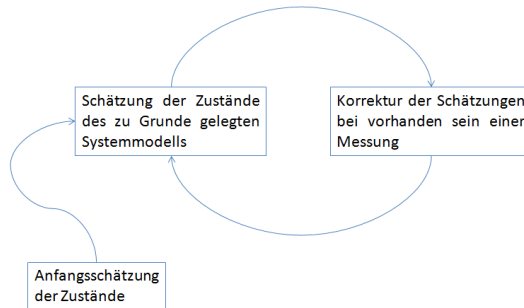 Schätzung der Zustände
des zu Grunde gelegten
Systemmodells
Korrektur der Schätzungen
bei vorhanden sein einer
Messung
Anfangsschätzung
der Zustände